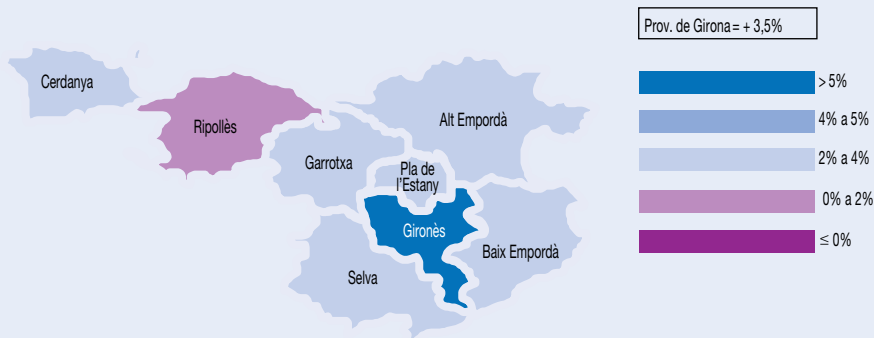 Prov. de Girona = + 3,5%
> 5%
4% a 5%
2% a 4%
0% a 2%
≤ 0%
Cerdanya
Ripollès
Alt Empordà
Garrotxa
Pla de
l'Estany
Gironès
Baix Empordà
Selva